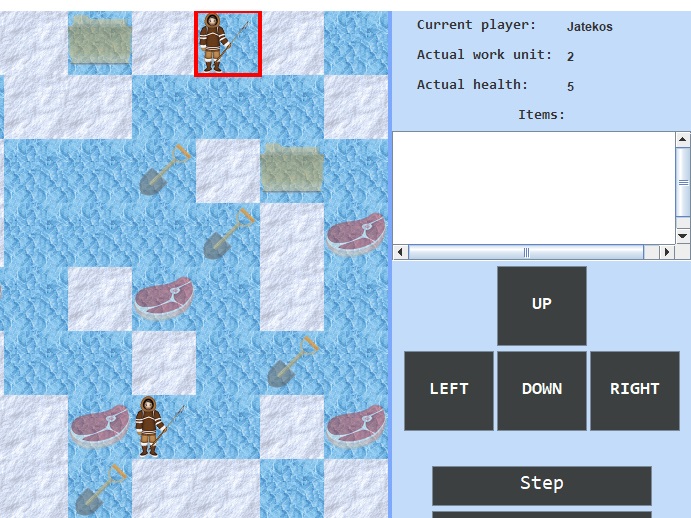 Current player: Jatekos
Actual work unit: 2
Actual health: 5
Items:
UP
LEFT DOWN RIGHT
Step